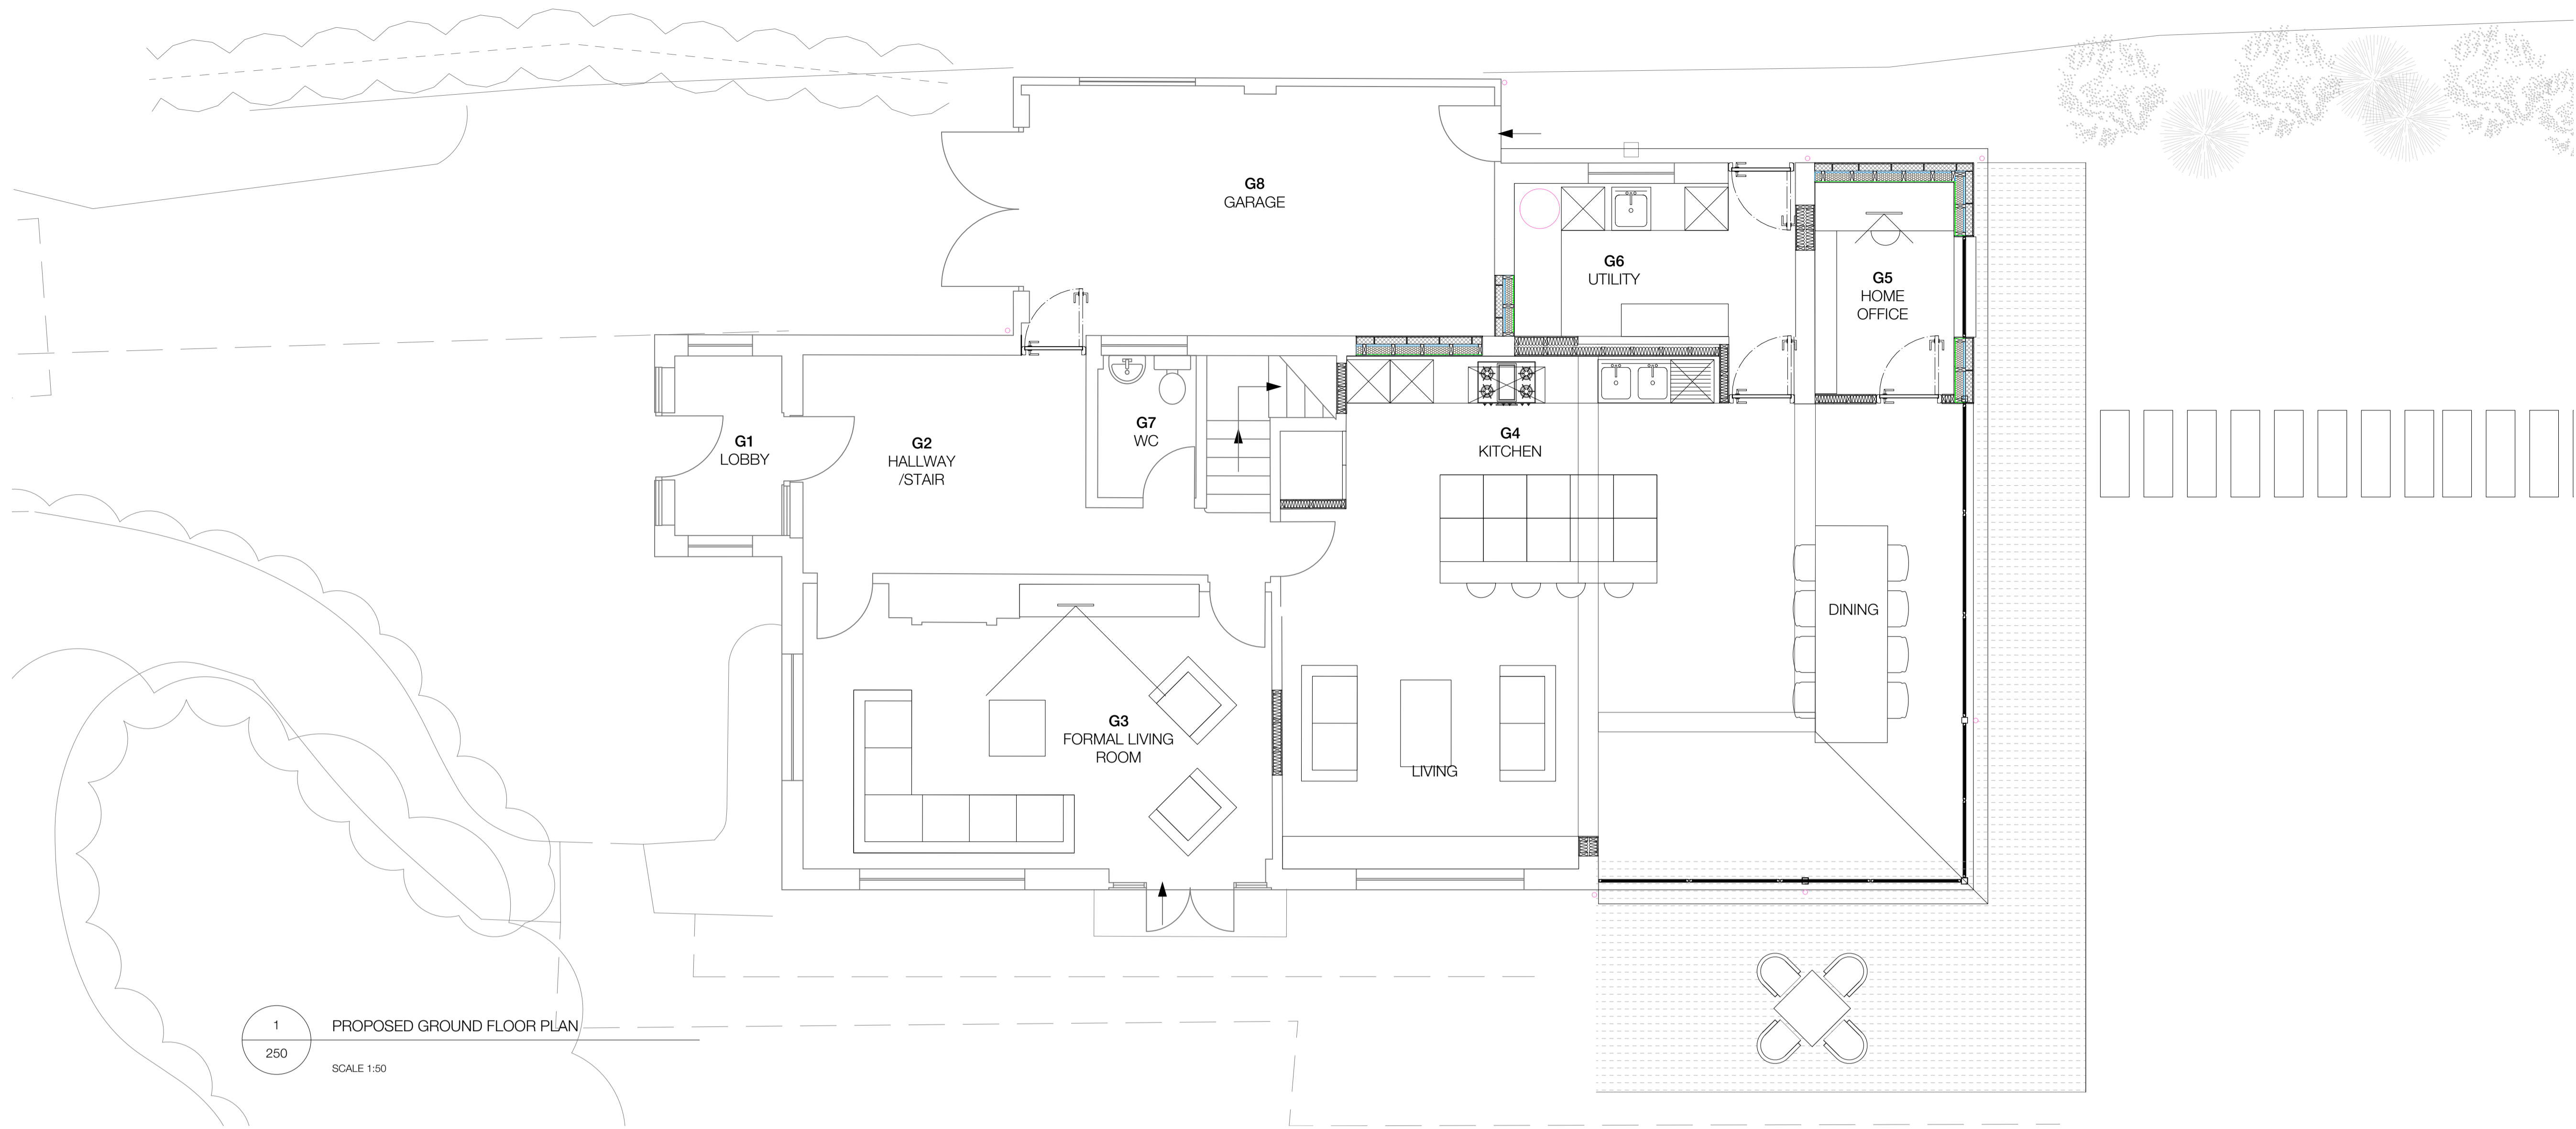 G8
GARAGE
G6
UTILITY
G5
HOME
OFFICE
G1
LOBBY
G2
HALLWAY
/STAIR
G7
WC
G4
KITCHEN
DINING
G3
FORMAL LIVING
ROOM
LIVING
1
250
PROPOSED GROUND FLOOR PLAN
SCALE 1:50